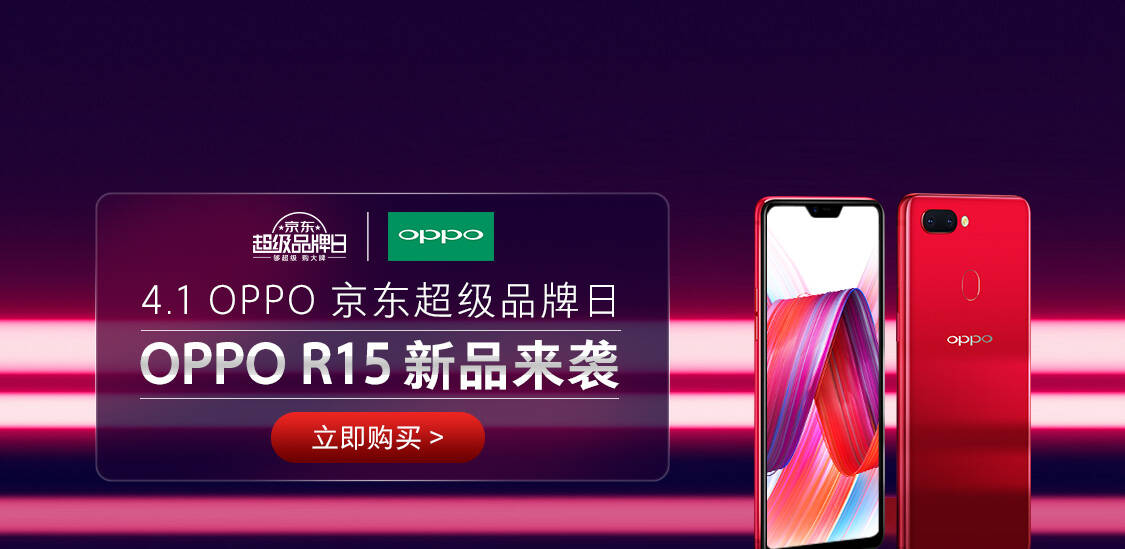 京东
超级品牌日
够超级 购大牌
oppo
4.1 OPPO 京东超级品牌日
OPPO R15 新品来袭
立即购买 >
oppo